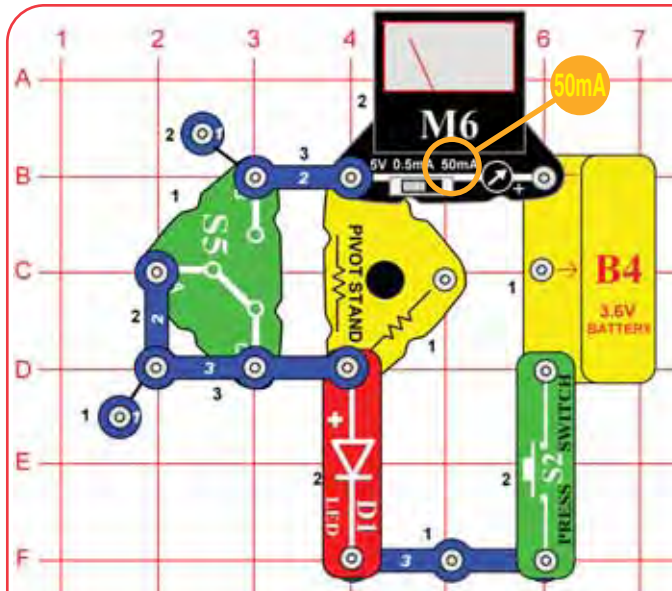 1 2 3 4 5 6 7
A
50mA
2
M6
2 1
3
5V 0.5mA 50mA
B
2
+
1
S5
B
PIVOT STAND
C
A
1
B4
3.6V
BATTERY
2
2
1
D
3
3
1 1
+
E
2
D1
LED
2
S2
PRESS SWITCH
1
F
3